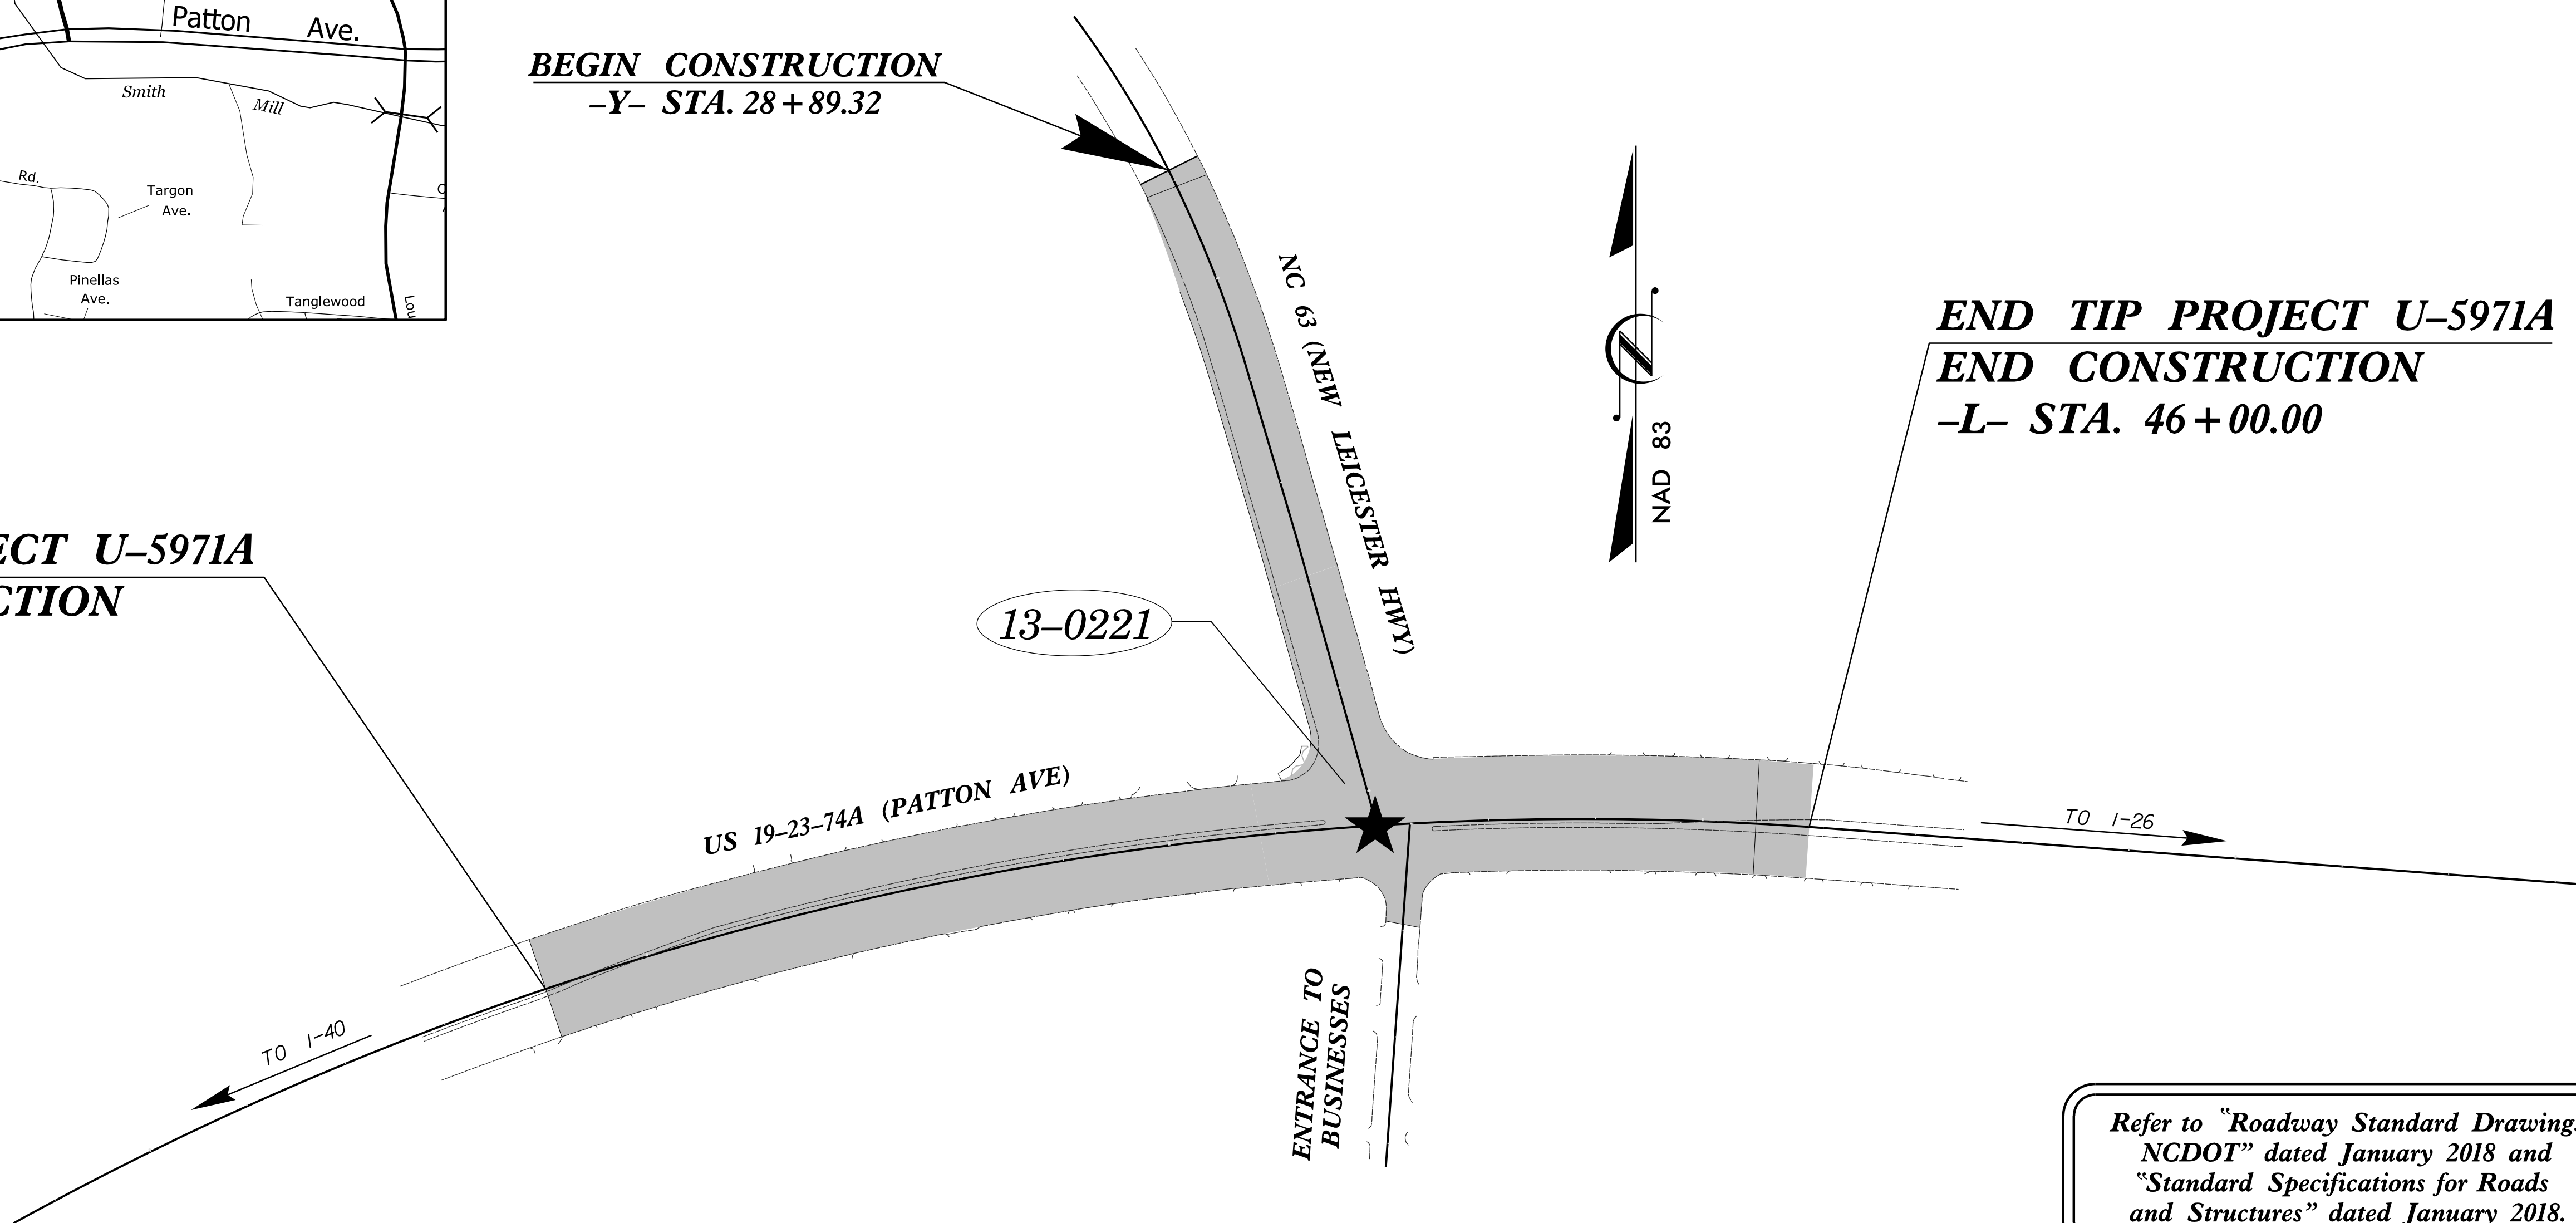 Patton Ave.
Smith Mill
Rd.
Targon
Ave.
Pinellas
Ave.
Tanglewood
Lou
BEGIN CONSTRUCTION
–Y– STA. 28+89.32
NC 63 (NEW LEICESTER HWY)
NAD 83
END TIP PROJECT U–5971A
END CONSTRUCTION
–L– STA. 46+00.00
ECT U–5971A
CTION
13–0221
US 19–23–74A (PATTON AVE)
TO I-26
TO I-40
ENTRANCE TO
BUSINESSES
Refer to "Roadway Standard Drawings
NCDOT" dated January 2018 and
"Standard Specifications for Roads
and Structures" dated January 2018.